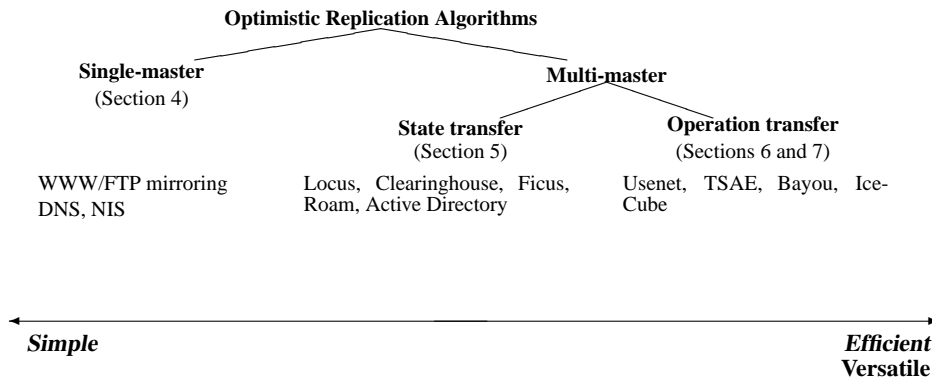 Optimistic Replication Algorithms
Single-master
(Section 4)
Multi-master
State transfer
(Section 5)
Operation transfer
(Sections 6 and 7)
WWW/FTP mirroring
DNS, NIS
Locus, Clearinghouse, Ficus,
Roam, Active Directory
Usenet, TSAE, Bayou, Ice-
Cube
Simple
Efficient
Versatile